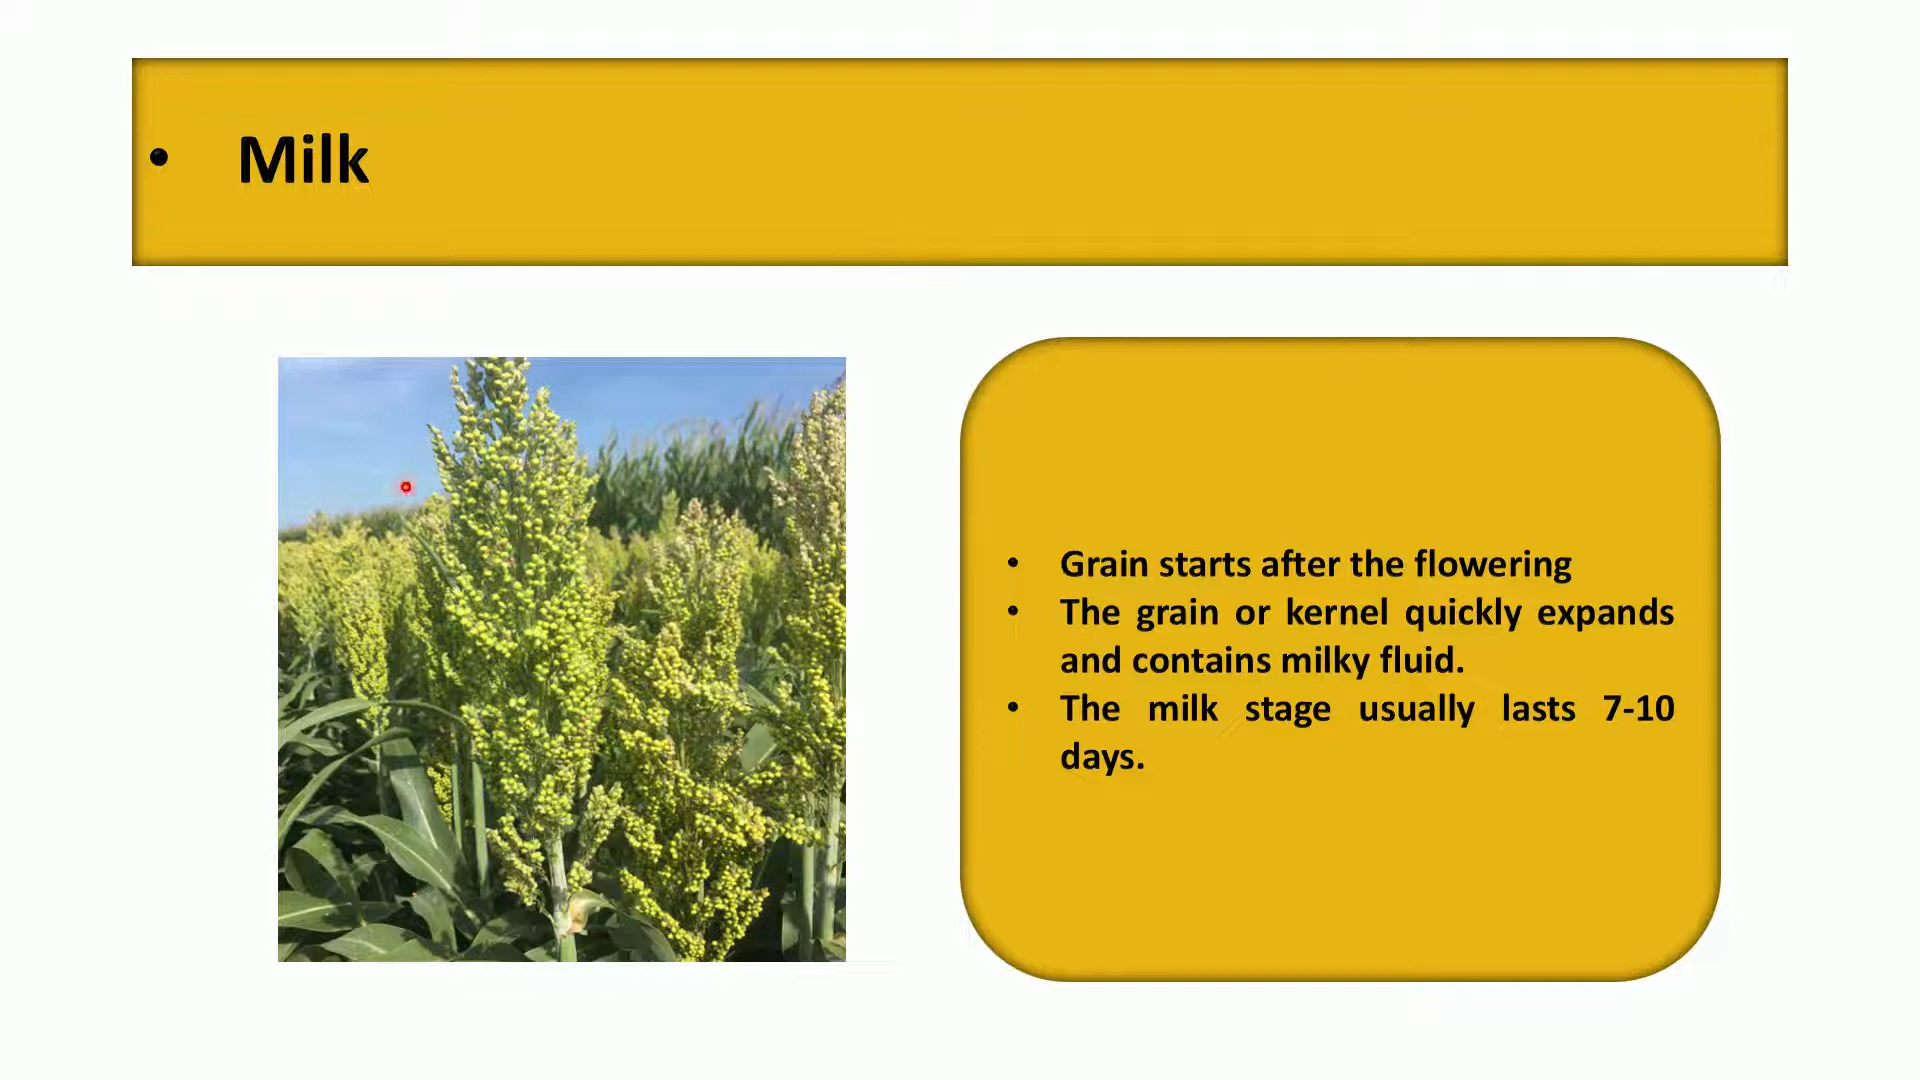 • Milk
• Grain starts after the flowering
• The grain or kernel quickly expands
and contains milky fluid.
• The milk stage usually lasts 7-10
days.